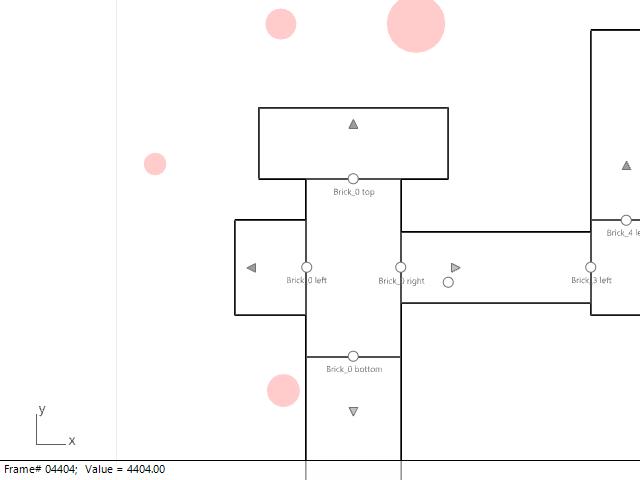 Brick_0 top
Brick_4 le
Brick_0 left
Brick_0 right
Brick_3 left
Brick_0 bottom
y
x
Frame# 04404; Value = 4404.00